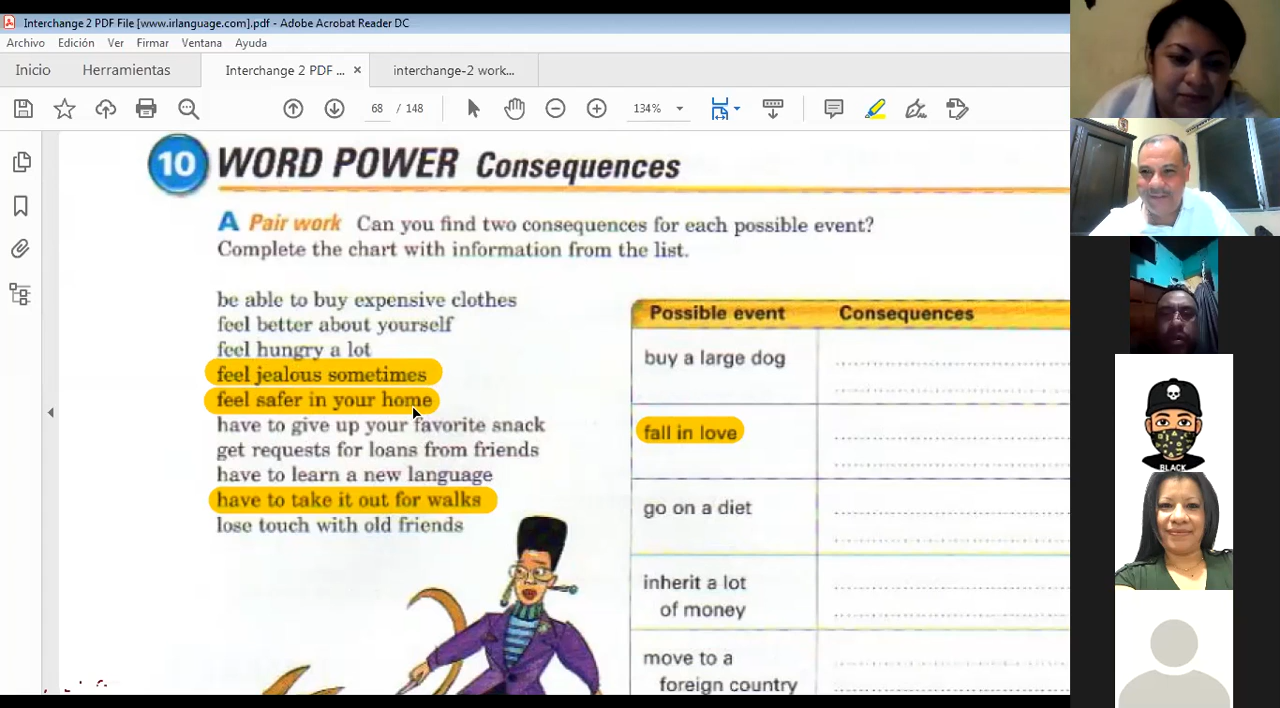 Interchange 2 PDF File [www.irlanguage.com].pdf - Adobe Acrobat Reader DC
Archivo Edición Ver Firmar Ventana Ayuda
Inicio Herramientas Interchange 2 PDF ... × interchange-2 work...
68 / 148 134%
10 WORD POWER Consequences
A Pair work Can you find two consequences for each possible event?
Complete the chart with information from the list.
be able to buy expensive clothes
feel better about yourself
feel hungry a lot
feel jealous sometimes
feel safer in your home
have to give up your favorite snack
get requests for loans from friends
have to learn a new language
have to take it out for walks
lose touch with old friends
Possible event Consequences
buy a large dog
fall in love
go on a diet
inherit a lot
of money
move to a
foreign country
BLACK